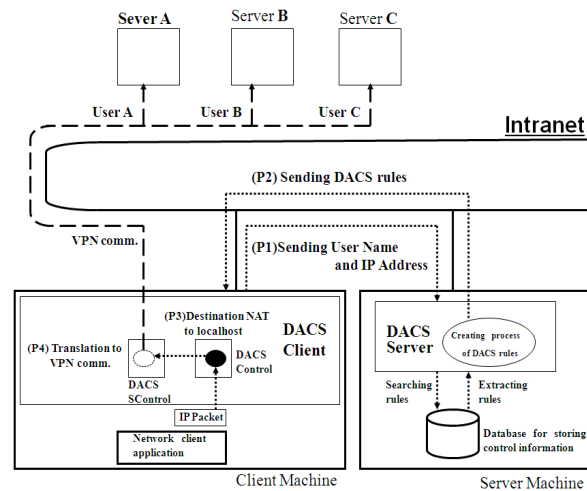 Sever A
Server B
Server C
User A
User B
User C
Intranet
(P2) Sending DACS rules
VPN comm.
(P1)Sending User Name
and IP Address
(P3)Destination NAT
to localhost
DACS
Client
(P4) Translation to
VPN comm.
DACS
Control
DACS
SControl
IP Packet
Network client
application
Client Machine
DACS
Server
Creating process
of DACS rules
Searching
rules
Extracting
rules
Database for storing
control information
Server Machine